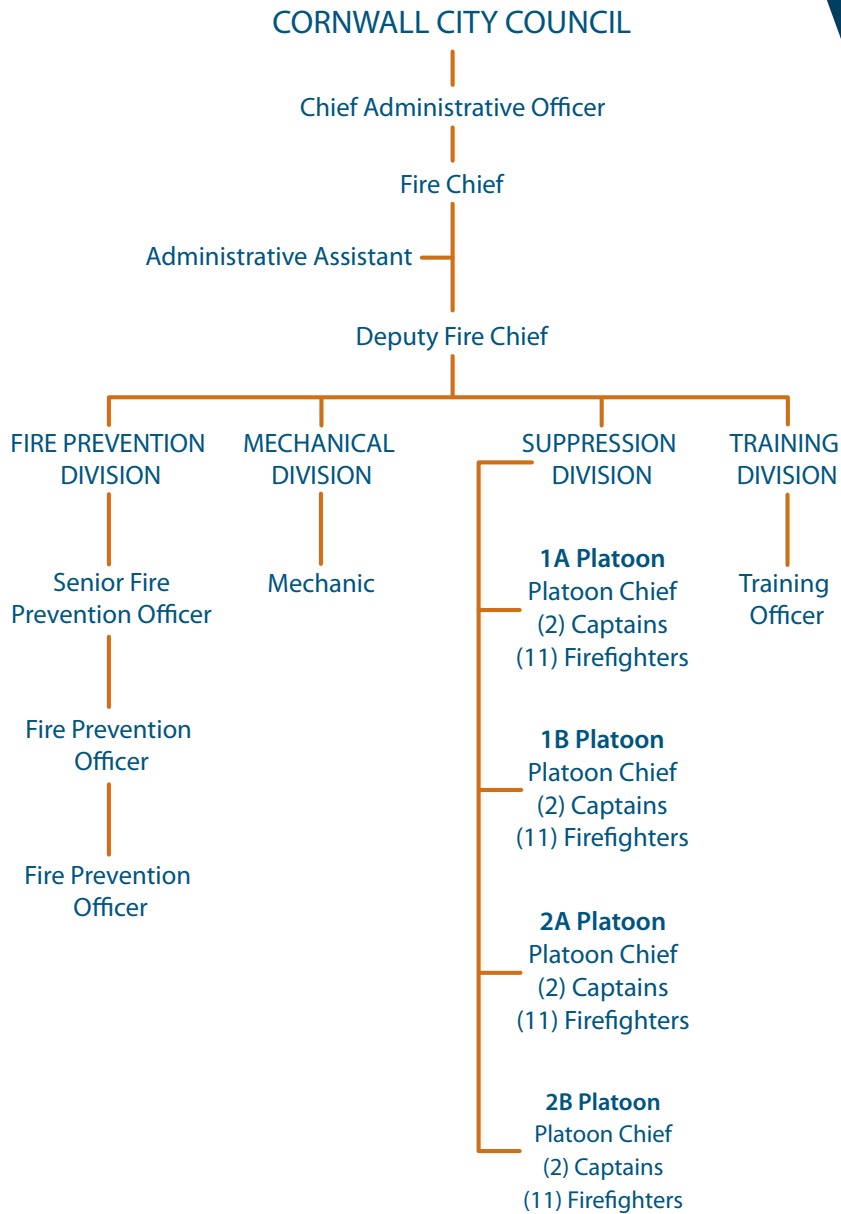 CORNWALL CITY COUNCIL
Chief Administrative Officer
Fire Chief
Administrative Assistant
Deputy Fire Chief
FIRE PREVENTION
DIVISION
Senior Fire
Prevention Officer
Fire Prevention
Officer
Fire Prevention
Officer
MECHANICAL
DIVISION
Mechanic
SUPPRESSION
DIVISION
1A Platoon
Platoon Chief
(2) Captains
(11) Firefighters
1B Platoon
Platoon Chief
(2) Captains
(11) Firefighters
2A Platoon
Platoon Chief
(2) Captains
(11) Firefighters
2B Platoon
Platoon Chief
(2) Captains
(11) Firefighters
TRAINING
DIVISION
Training
Officer